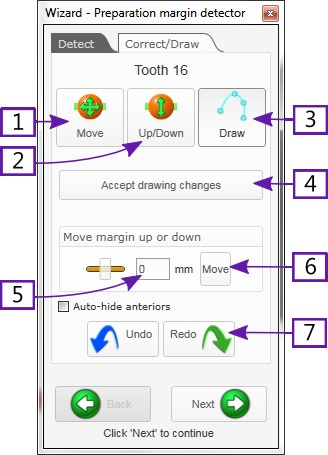 Wizard - Preparation margin detector
Detect Correct/Draw
Tooth 16
1
Move Up/Down Draw
3
2
Accept drawing changes
4
Move margin up or down
5
0 mm Move
6
Auto-hide anteriors
Undo Redo
7
Back Next
Click 'Next' to continue